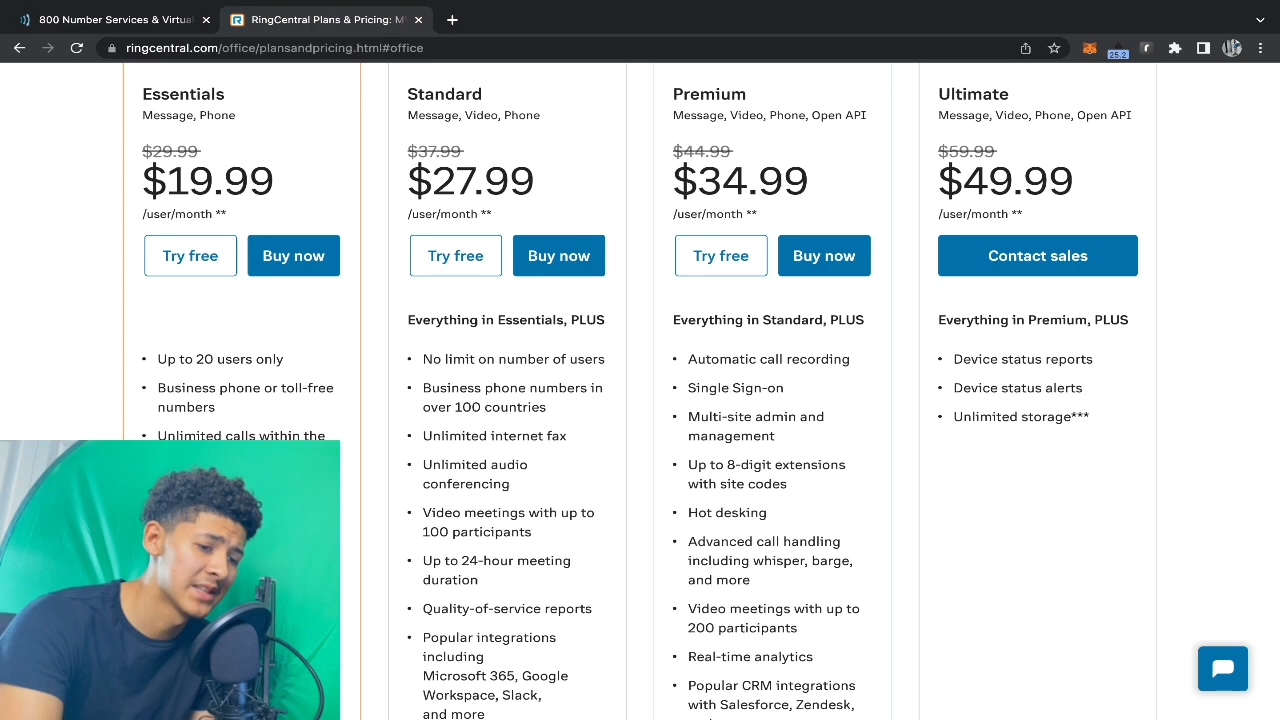 800 Number Services & Virtual
RingCentral Plans & Pricing: M
ringcentral.com/office/plansandpricing.html#office
25.2
Essentials
Message, Phone
$29.99
$19.99
/user/month **
Try free
Buy now
Up to 20 users only
Business phone or toll-free
numbers
Unlimited calls within the
Standard
Message, Video, Phone
$37.99
$27.99
/user/month **
Try free
Buy now
Everything in Essentials, PLUS
No limit on number of users
Business phone numbers in
over 100 countries
Unlimited internet fax
Unlimited audio
conferencing
Video meetings with up to
100 participants
Up to 24-hour meeting
duration
Quality-of-service reports
Popular integrations
including
Microsoft 365, Google
Workspace, Slack,
and more
Premium
Message, Video, Phone, Open API
$44.99
$34.99
/user/month **
Try free
Buy now
Everything in Standard, PLUS
Automatic call recording
Single Sign-on
Multi-site admin and
management
Up to 8-digit extensions
with site codes
Hot desking
Advanced call handling
including whisper, barge,
and more
Video meetings with up to
200 participants
Real-time analytics
Popular CRM integrations
with Salesforce, Zendesk,
Ultimate
Message, Video, Phone, Open API
$59.99
$49.99
/user/month **
Contact sales
Everything in Premium, PLUS
Device status reports
Device status alerts
Unlimited storage***